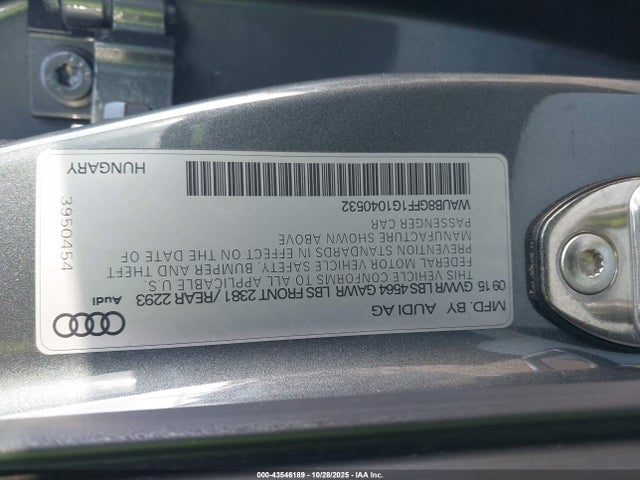 MFD. BY AUDI AG
09 15 GVWR LBS 4564 GAWR LBS FRONT 2381 / REAR 2293
THIS VEHICLE CONFORMS TO ALL APPLICABLE U.S.
FEDERAL MOTOR VEHICLE SAFETY, BUMPER AND THEFT
PREVENTION STANDARDS IN EFFECT ON THE DATE OF
MANUFACTURE SHOWN ABOVE
PASSENGER CAR
WAUB8GFF1G1040532
Audi
3950454
HUNGARY
000-43546189 - 10/28/2025 - IAA Inc.